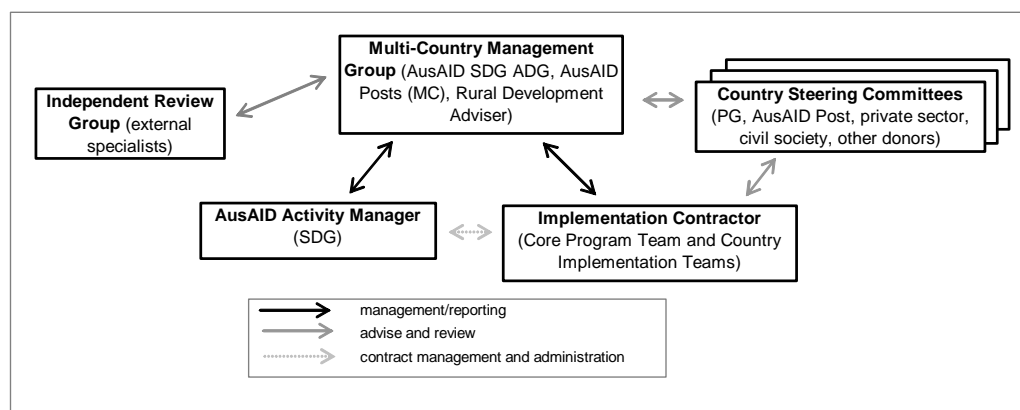 Multi-Country Management
Group (AusAID SDG ADG, AusAID
Posts (MC), Rural Development
Adviser)
Independent Review
Group (external
specialists)
Country Steering Committees
(PG, AusAID Post, private sector,
civil society, other donors)
AusAID Activity Manager
(SDG)
Implementation Contractor
(Core Program Team and Country
Implementation Teams)
management/reporting
advise and review
contract management and administration